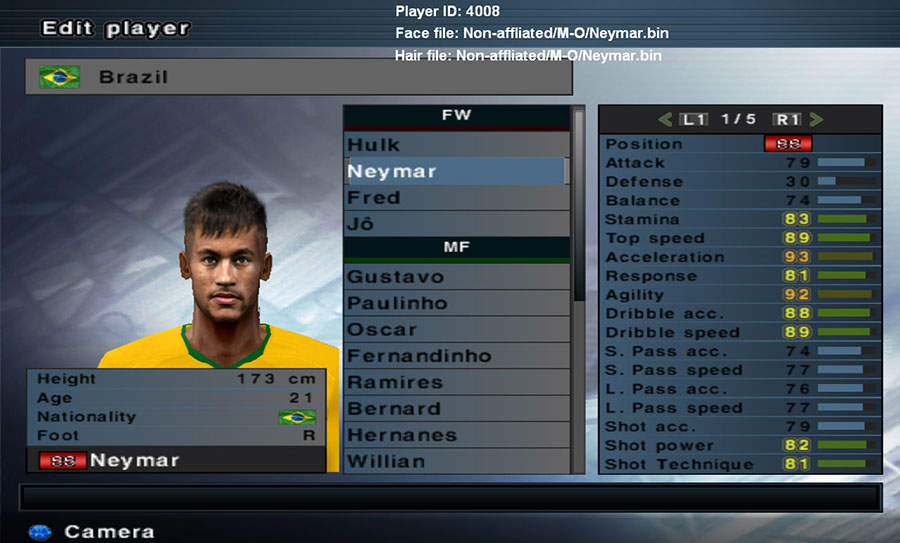 Edit player
Player ID: 4008
Face file: Non-affliated/M-O/Neymar.bin
Hair file: Non-affliated/M-O/Neymar.bin
Brazil
FW
Hulk
Neymar
Fred
Jô
MF
Gustavo
Paulinho
Oscar
Fernandinho
Ramires
Bernard
Hernanes
Willian
Height 173 cm
Age 21
Nationality
Foot R
Neymar
L1 1/5 R1
Position
Attack 79
Defense 30
Balance 74
Stamina 83
Top speed 89
Acceleration 93
Response 81
Agility 92
Dribble acc. 88
Dribble speed 89
S. Pass acc. 74
S. Pass speed 77
L. Pass acc. 76
L. Pass speed 77
Shot acc. 79
Shot power 82
Shot Technique 81
Camera